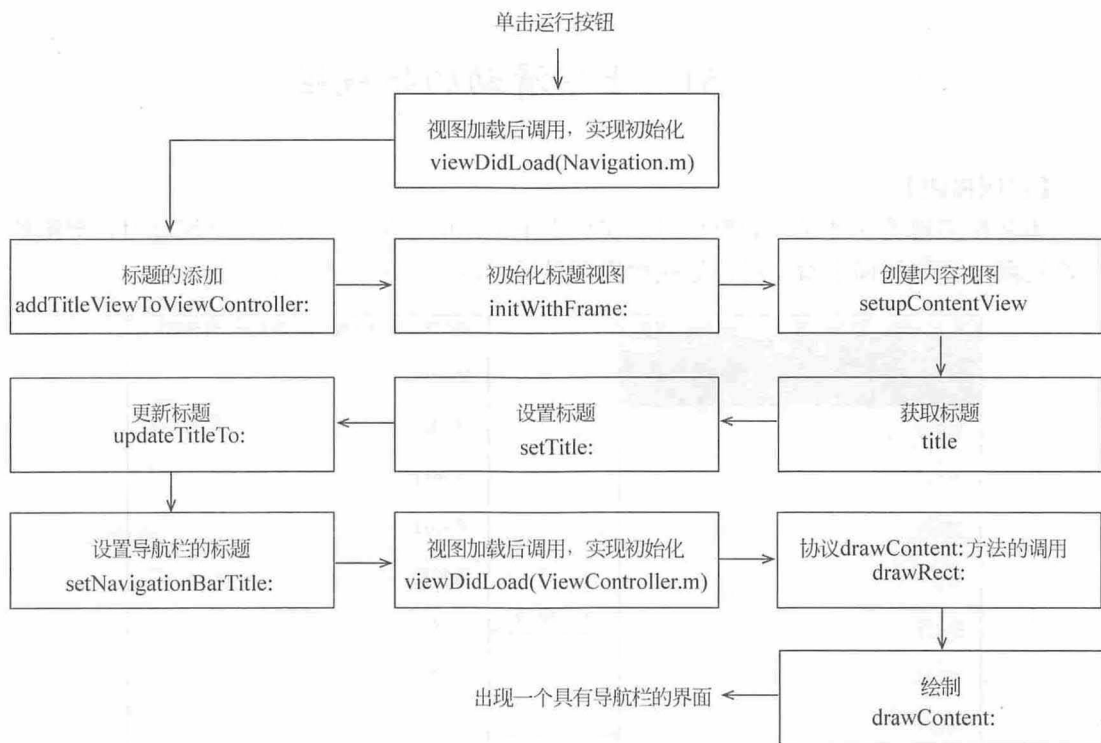 单击运行按钮
视图加载后调用，实现初始化
viewDidLoad(Navigation.m)
标题的添加
addTitleViewToViewController:
初始化标题视图
initWithFrame:
创建内容视图
setupContentView
获取标题
title
设置标题
setTitle:
更新标题
updateTitleTo:
设置导航栏的标题
setNavigationBarTitle:
视图加载后调用，实现初始化
viewDidLoad(ViewController.m)
协议drawContent:方法的调用
drawRect:
绘制
drawContent:
出现一个具有导航栏的界面